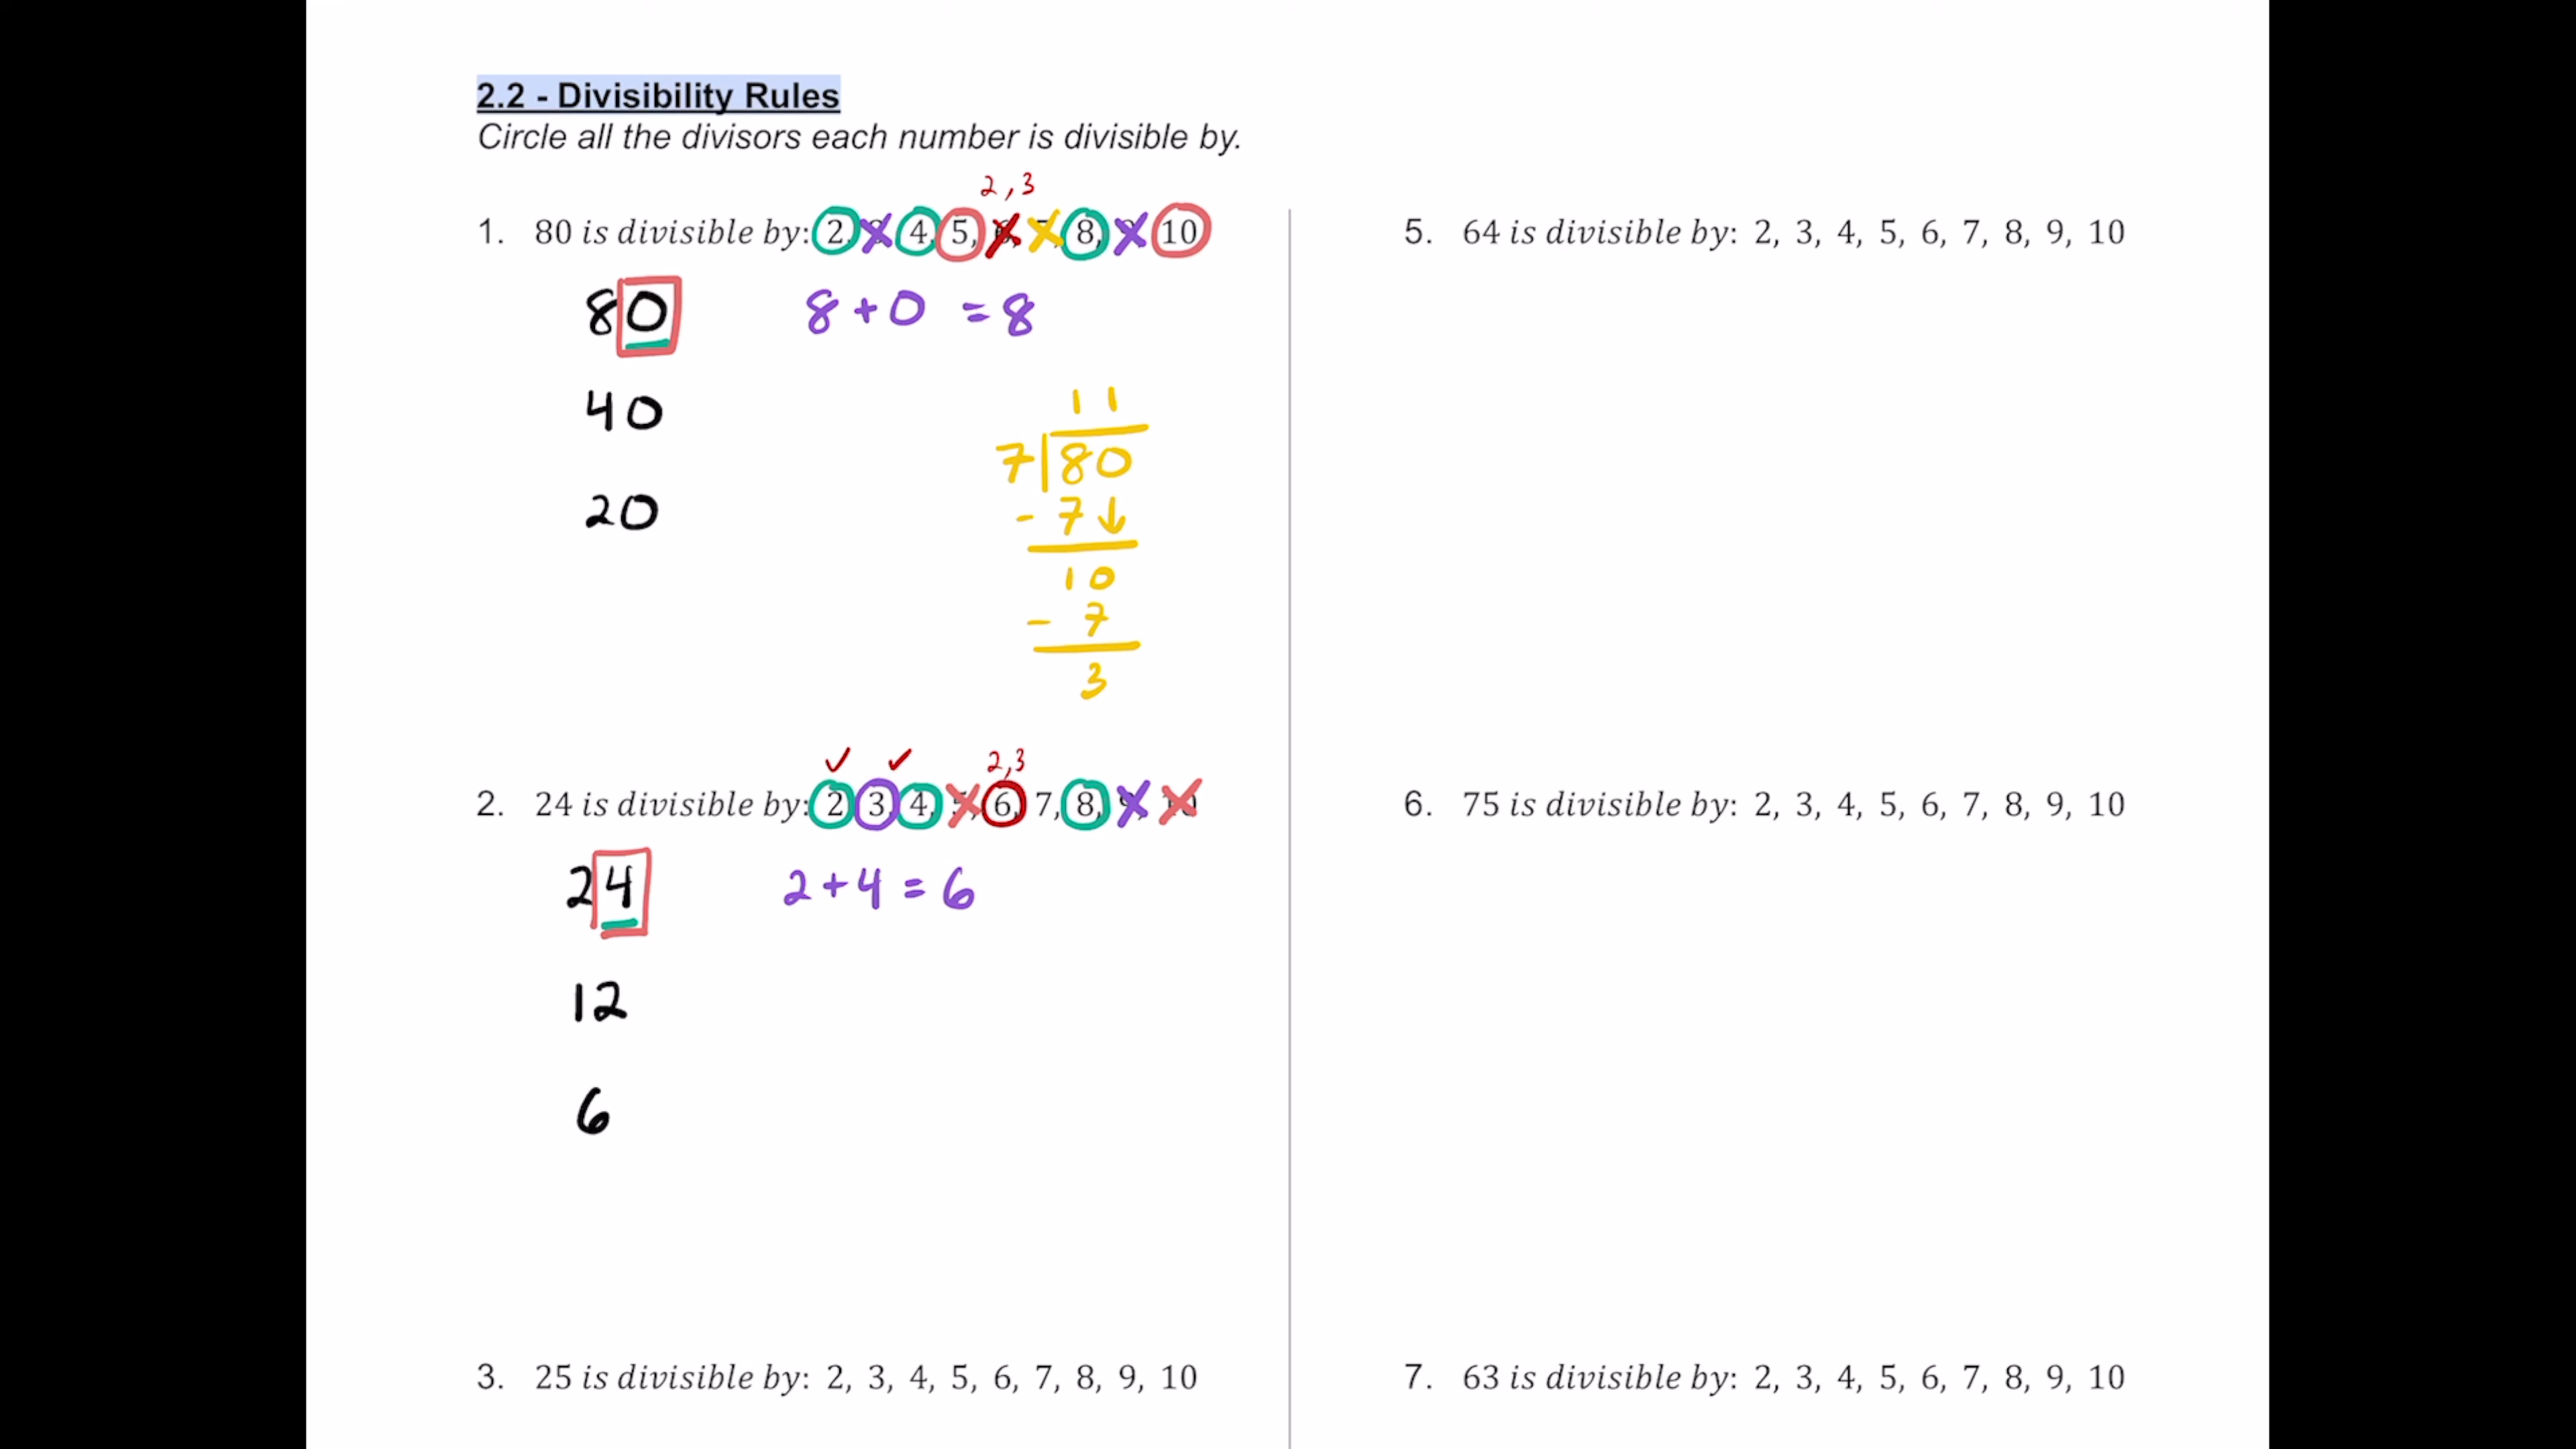 2.2 - Divisibility Rules
Circle all the divisors each number is divisible by.
2, 3
1. 80 is divisible by: 2, 4, 5, 8, 10
80
8 + 0 = 8
40
20
11
7 80
- 7↓
10
- 7
3
✓ ✓ 2,3
2. 24 is divisible by: 2, 3, 4, 5, 6, 7, 8, 9, 10
24
2 + 4 = 6
12
6
3. 25 is divisible by: 2, 3, 4, 5, 6, 7, 8, 9, 10
5. 64 is divisible by: 2, 3, 4, 5, 6, 7, 8, 9, 10
6. 75 is divisible by: 2, 3, 4, 5, 6, 7, 8, 9, 10
7. 63 is divisible by: 2, 3, 4, 5, 6, 7, 8, 9, 10